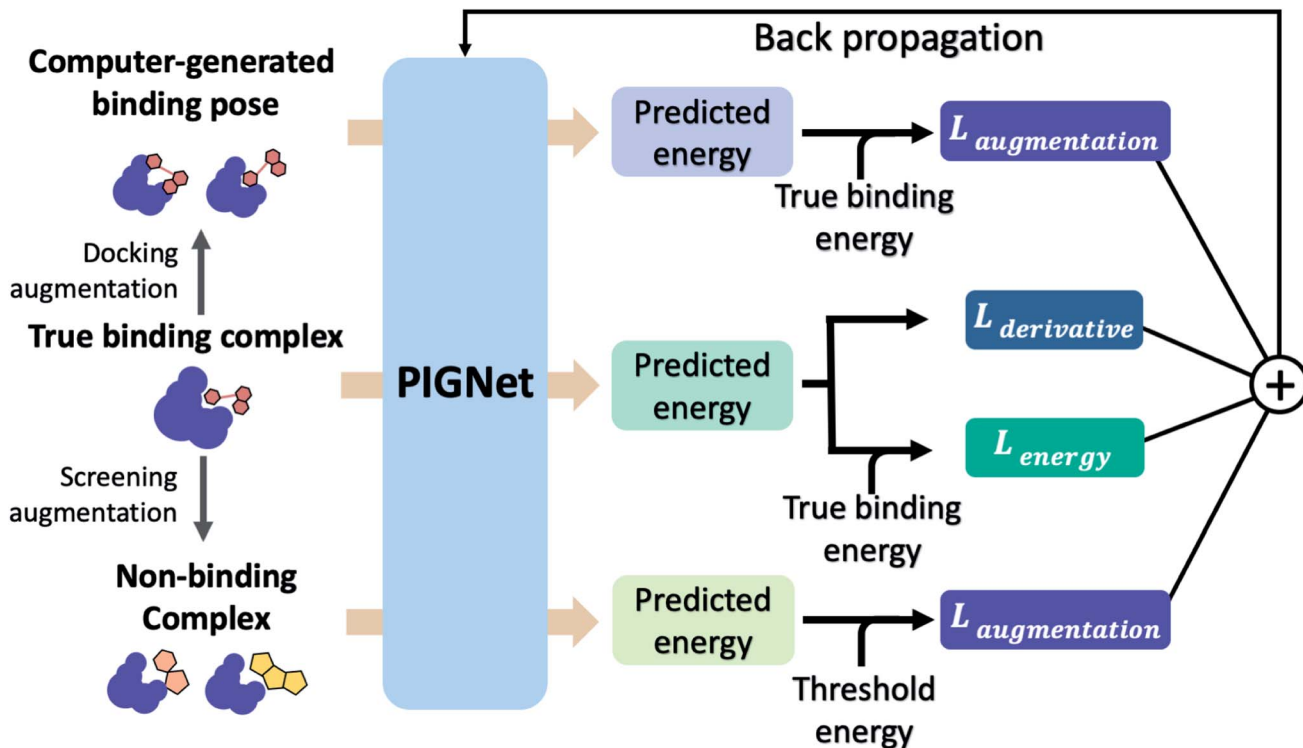 Back propagation
Computer-generated
binding pose
Docking
augmentation
True binding complex
Screening
augmentation
Non-binding
Complex
PIGNet
Predicted
energy
True binding
energy
L augmentation
Predicted
energy
L derivative
L energy
True binding
energy
Predicted
energy
Threshold
energy
L augmentation
+